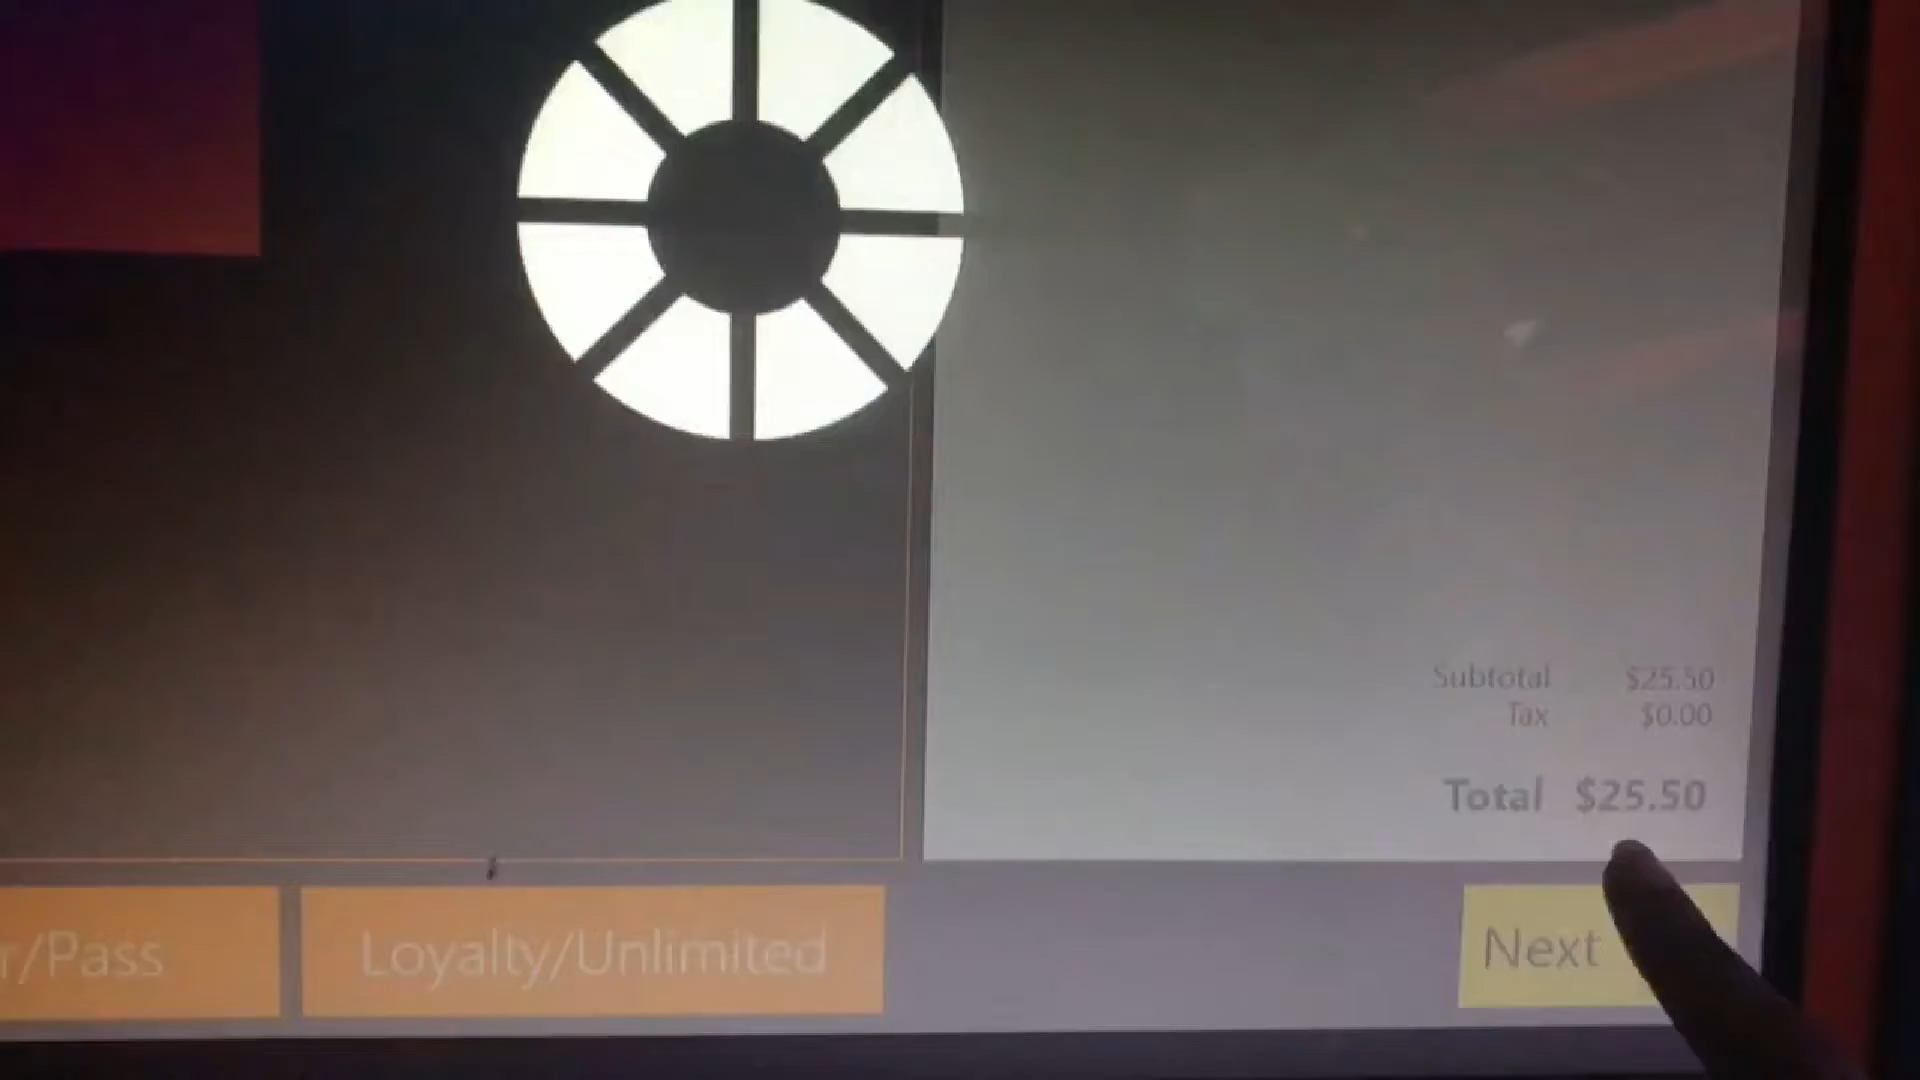 Subtotal $25.50
Tax $0.00
Total $25.50
r/Pass
Loyalty/Unlimited
Next